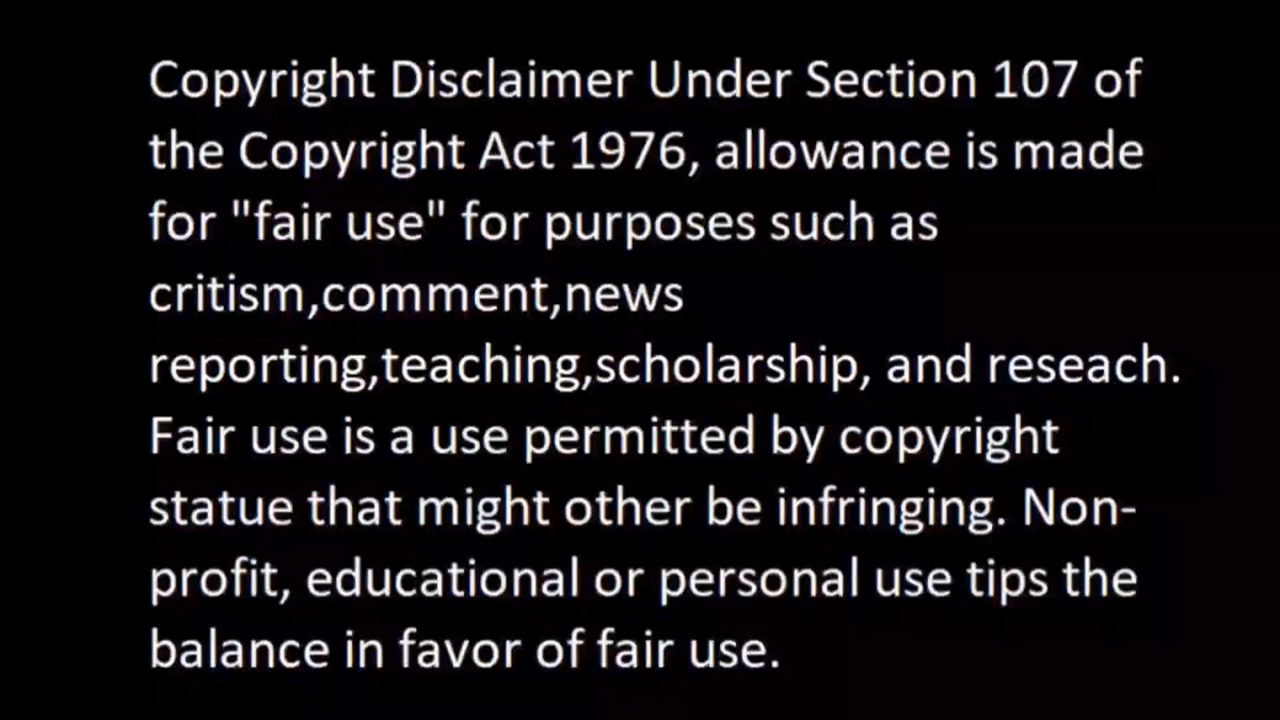 Copyright Disclaimer Under Section 107 of
the Copyright Act 1976, allowance is made
for "fair use" for purposes such as
critism,comment,news
reporting,teaching,scholarship, and reseach.
Fair use is a use permitted by copyright
statue that might other be infringing. Non-
profit, educational or personal use tips the
balance in favor of fair use.